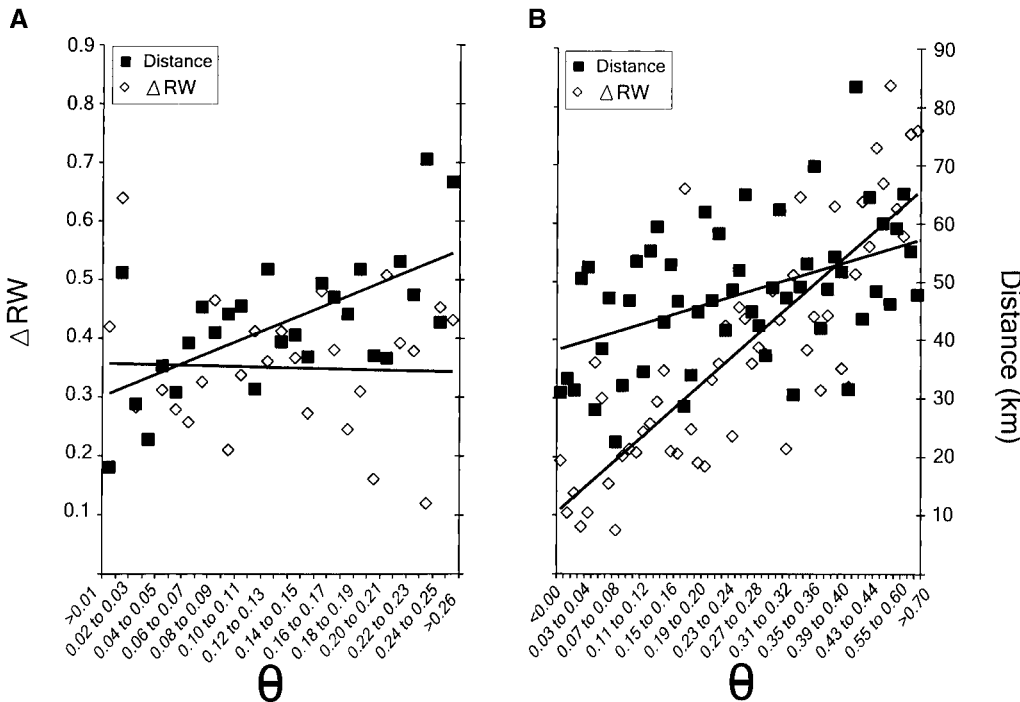 A
0.9
0.8
0.7
0.6
0.5
0.4
0.3
0.2
0.1
Δ RW
Distance
Δ RW
>0.01
0.02 to 0.03
0.04 to 0.05
0.06 to 0.07
0.08 to 0.09
0.10 to 0.11
0.12 to 0.13
0.14 to 0.15
0.16 to 0.17
0.18 to 0.19
0.20 to 0.21
0.22 to 0.23
0.24 to 0.25
>0.26
θ
B
Distance
Δ RW
90
80
70
60
50
40
30
20
10
Distance (km)
<0.00
0.03 to 0.04
0.07 to 0.08
0.11 to 0.12
0.15 to 0.16
0.19 to 0.20
0.23 to 0.24
0.27 to 0.28
0.31 to 0.32
0.35 to 0.36
0.39 to 0.40
0.43 to 0.44
0.55 to 0.60
>0.70
θ